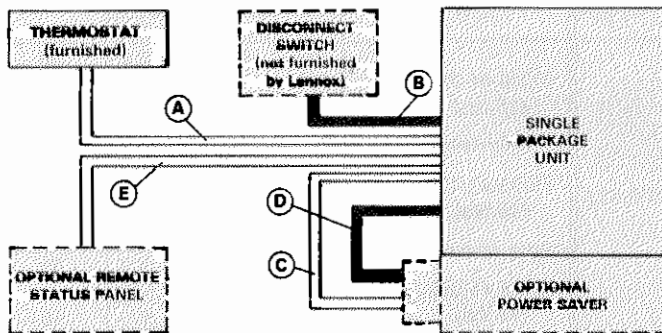 THERMOSTAT
(furnished)
DISCONNECT
SWITCH
(not furnished
by Lennox)
B
A
SINGLE
PACKAGE
UNIT
E
D
C
OPTIONAL REMOTE
STATUS PANEL
OPTIONAL
POWER SAVER